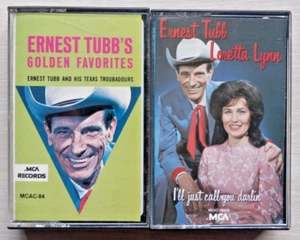 ERNEST TUBB'S
GOLDEN FAVORITES
ERNEST TUBB AND HIS TEXAS TROUBADOURS
MCA
RECORDS
MCAC-84
Ernest Tubb
Loretta Lynn
I'll just call you darlin'
MCA